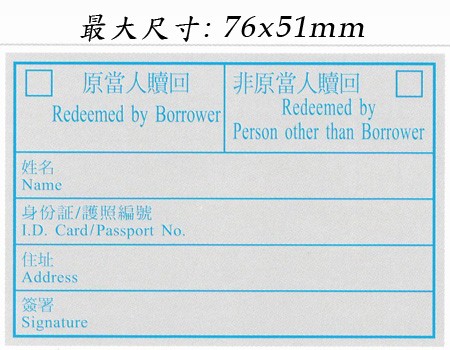 最大尺寸: 76x51mm
原當人贖回
Redeemed by Borrower
非原當人贖回
Redeemed by
Person other than Borrower
姓名
Name
身份証/護照編號
I.D. Card/Passport No.
住址
Address
簽署
Signature